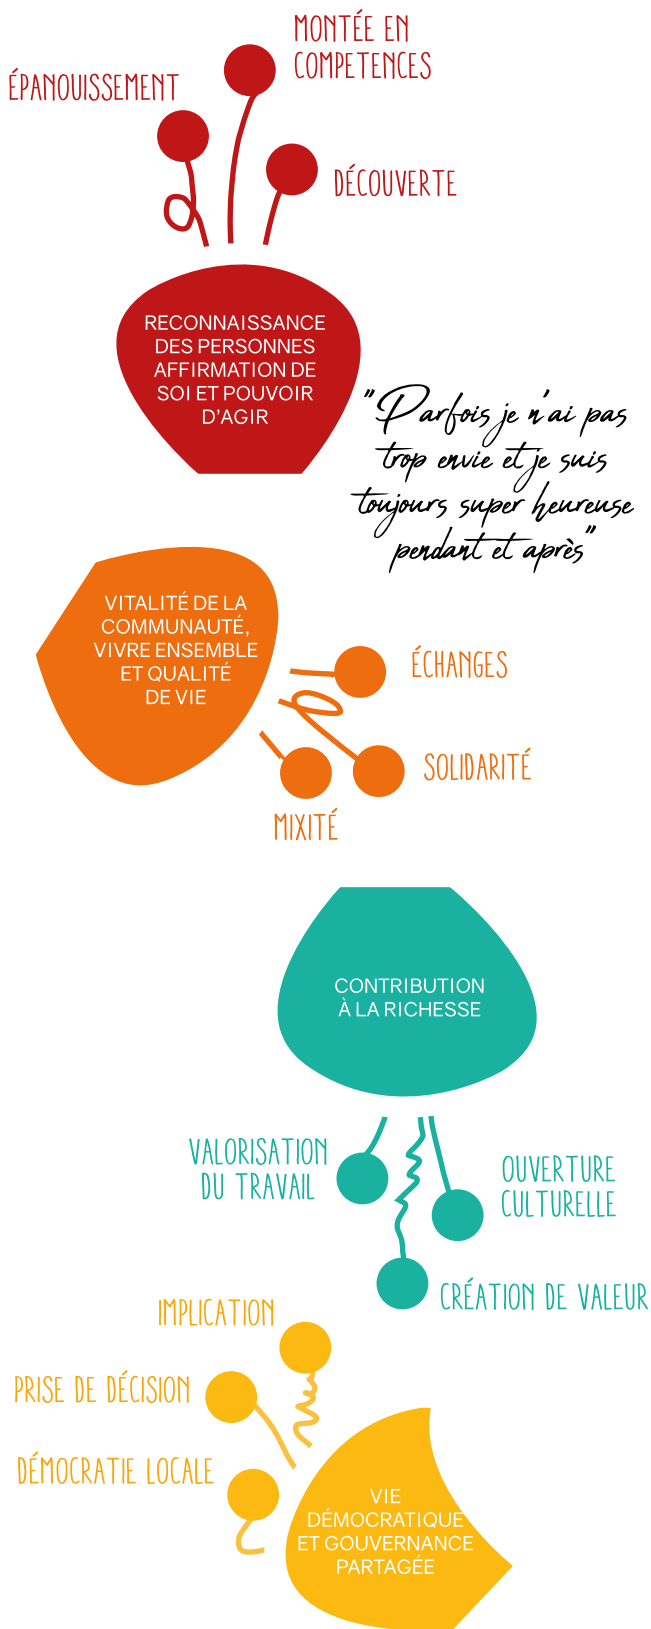 MONTÉE EN
COMPETENCES
ÉPANOUISSEMENT
DÉCOUVERTE
RECONNAISSANCE
DES PERSONNES
AFFIRMATION DE
SOI ET POUVOIR
D'AGIR
"Parfois je n'ai pas
trop envie et je suis
toujours super heureuse
pendant et après"
VITALITÉ DE LA
COMMUNAUTÉ,
VIVRE ENSEMBLE
ET QUALITÉ
DE VIE
ÉCHANGES
SOLIDARITÉ
MIXITÉ
CONTRIBUTION
À LA RICHESSE
VALORISATION
DU TRAVAIL
OUVERTURE
CULTURELLE
CRÉATION DE VALEUR
IMPLICATION
PRISE DE DÉCISION
DÉMOCRATIE LOCALE
VIE
DÉMOCRATIQUE
ET GOUVERNANCE
PARTAGÉE